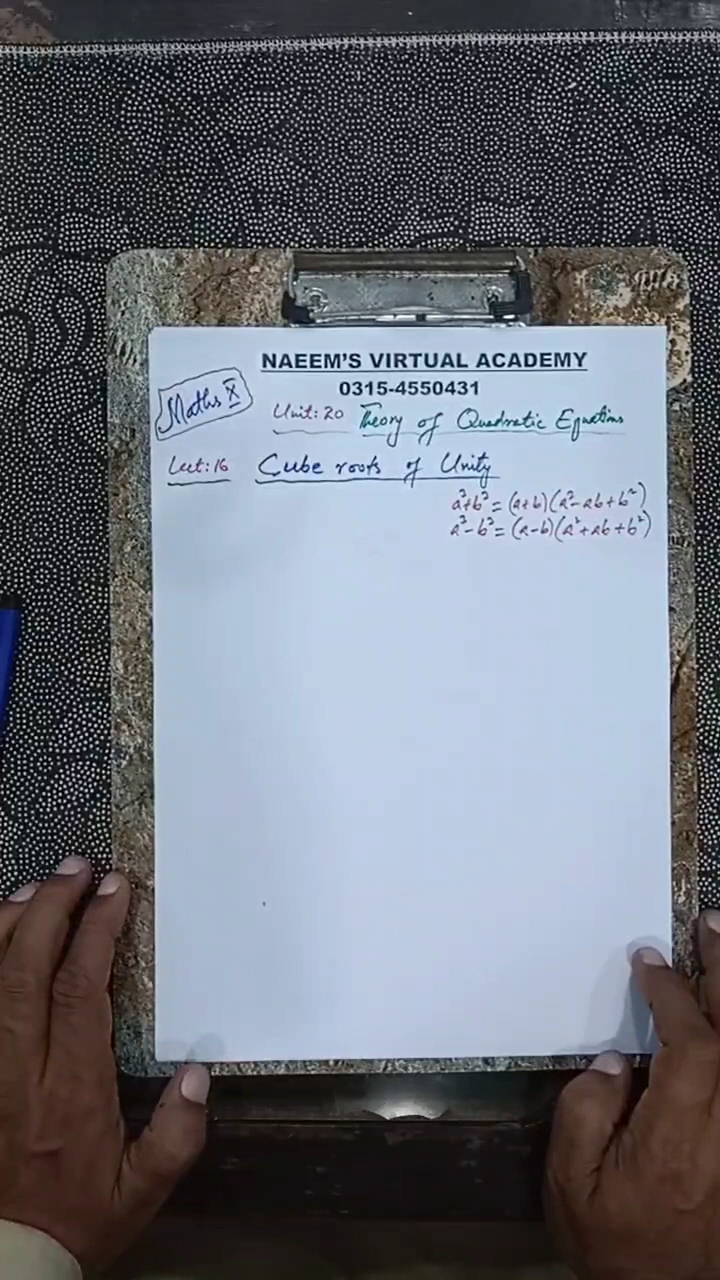 NAEEM'S VIRTUAL ACADEMY
0315-4550431
Maths X
Unit: 20 Theory of Quadratic Equations
Lect: 16 Cube roots of Unity
a³+b³ = (a+b)(a²-ab+b²)
a³-b³ = (a-b)(a²+ab+b²)